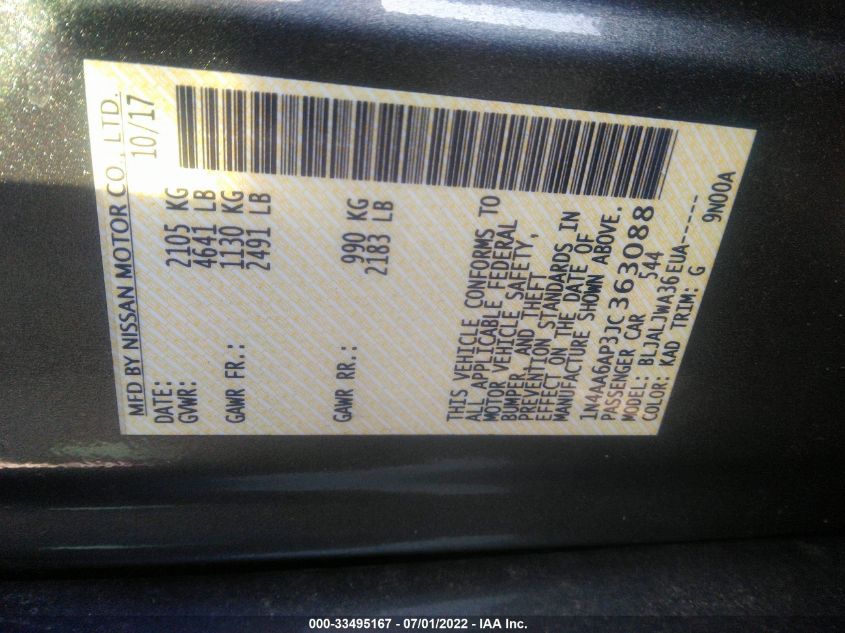 MFD BY NISSAN MOTOR CO., LTD.
DATE: 10/17
GVWR: 2105 KG
4641 LB
GAWR FR.: 1130 KG
2491 LB
GAWR RR.: 990 KG
2183 LB
THIS VEHICLE CONFORMS TO
ALL APPLICABLE FEDERAL
MOTOR VEHICLE SAFETY,
BUMPER, AND THEFT
PREVENTION STANDARDS IN
EFFECT ON THE DATE OF
MANUFACTURE SHOWN ABOVE.
1N4AA6AP3JC363088
PASSENGER CAR 544
MODEL: BLJALJWA36EUA-----
COLOR: KAD TRIM: G 9N00A
000-33495167 - 07/01/2022 - IAA Inc.